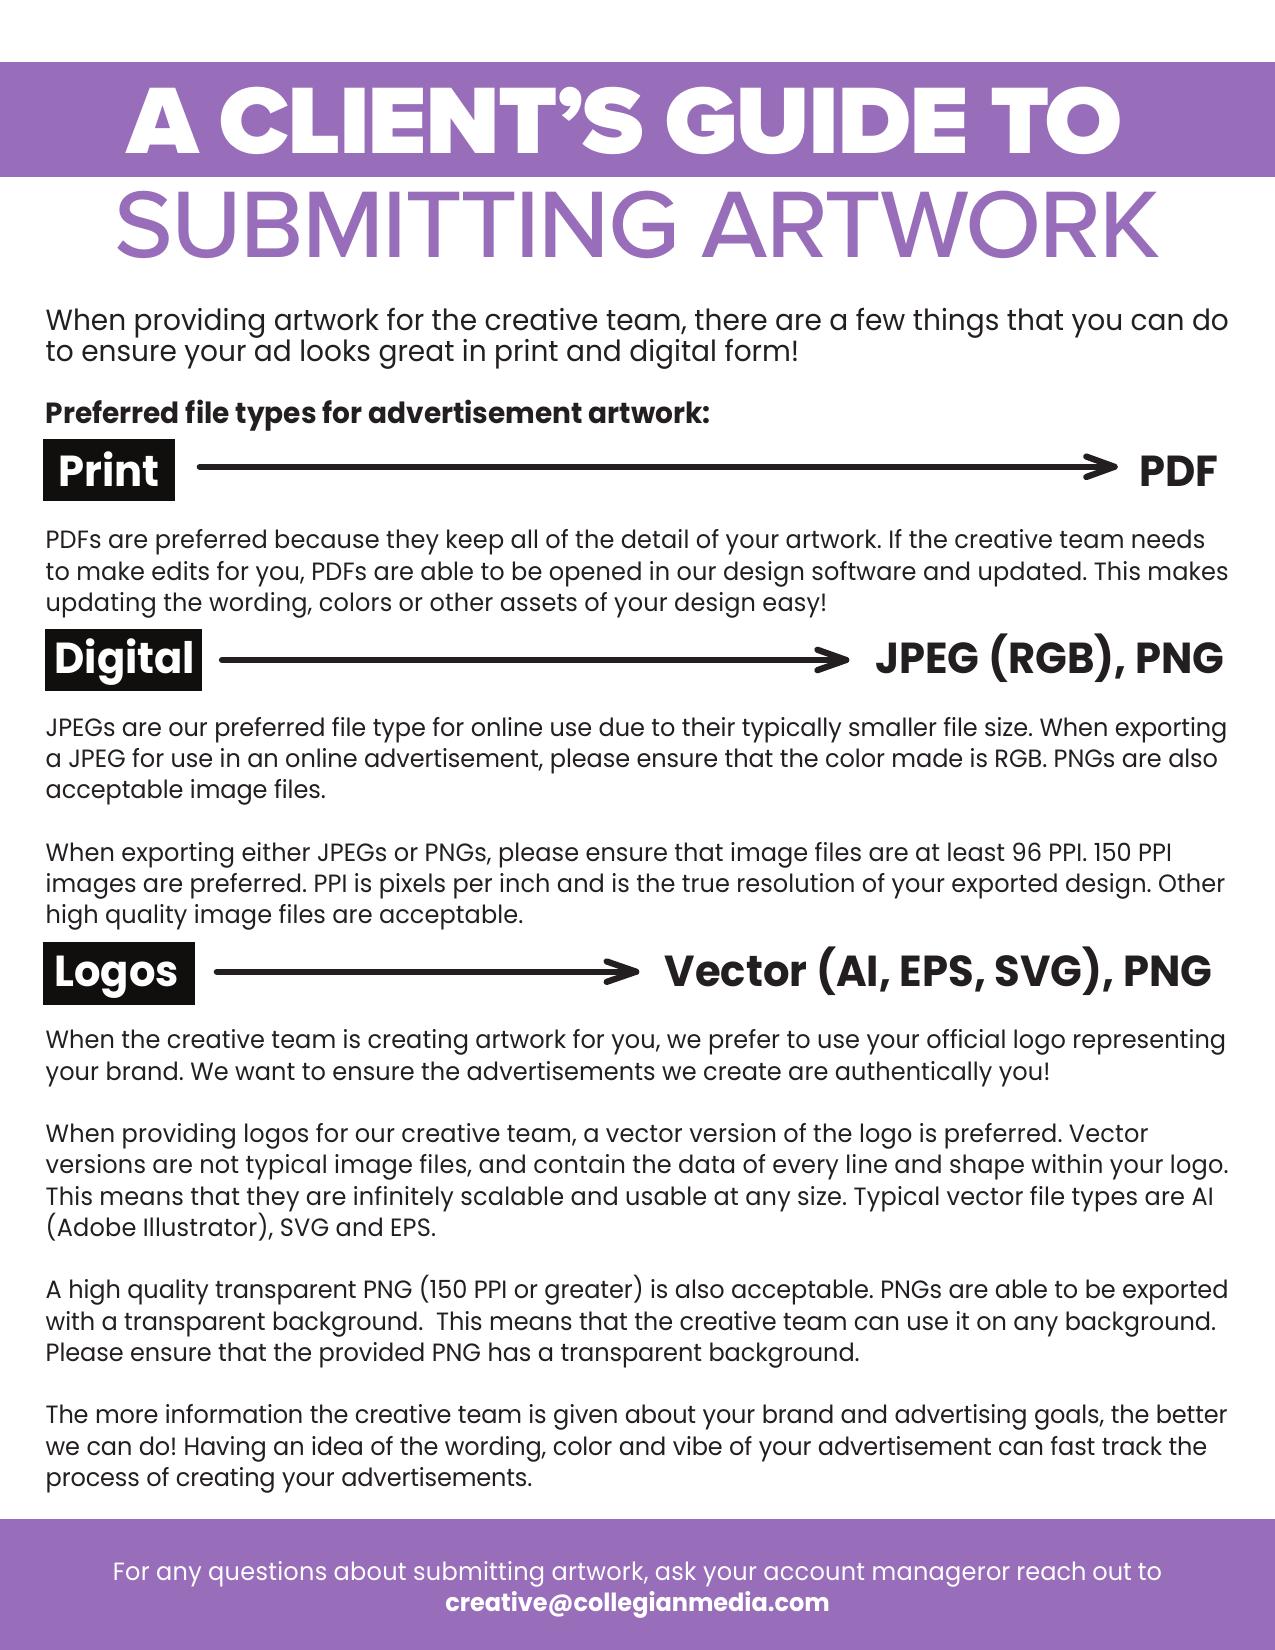 A CLIENT’S GUIDE TO
SUBMITTING ARTWORK
When providing artwork for the creative team, there are a few things that you can do
to ensure your ad looks great in print and digital form!
Preferred file types for advertisement artwork:
Print PDF
PDFs are preferred because they keep all of the detail of your artwork. If the creative team needs
to make edits for you, PDFs are able to be opened in our design software and updated. This makes
updating the wording, colors or other assets of your design easy!
Digital JPEG (RGB), PNG
JPEGs are our preferred file type for online use due to their typically smaller file size. When exporting
a JPEG for use in an online advertisement, please ensure that the color made is RGB. PNGs are also
acceptable image files.
When exporting either JPEGs or PNGs, please ensure that image files are at least 96 PPI. 150 PPI
images are preferred. PPI is pixels per inch and is the true resolution of your exported design. Other
high quality image files are acceptable.
Logos Vector (AI, EPS, SVG), PNG
When the creative team is creating artwork for you, we prefer to use your official logo representing
your brand. We want to ensure the advertisements we create are authentically you!
When providing logos for our creative team, a vector version of the logo is preferred. Vector
versions are not typical image files, and contain the data of every line and shape within your logo.
This means that they are infinitely scalable and usable at any size. Typical vector file types are AI
(Adobe Illustrator), SVG and EPS.
A high quality transparent PNG (150 PPI or greater) is also acceptable. PNGs are able to be exported
with a transparent background.  This means that the creative team can use it on any background.
Please ensure that the provided PNG has a transparent background.
The more information the creative team is given about your brand and advertising goals, the better
we can do! Having an idea of the wording, color and vibe of your advertisement can fast track the
process of creating your advertisements.
For any questions about submitting artwork, ask your account manageror reach out to
creative@collegianmedia.com